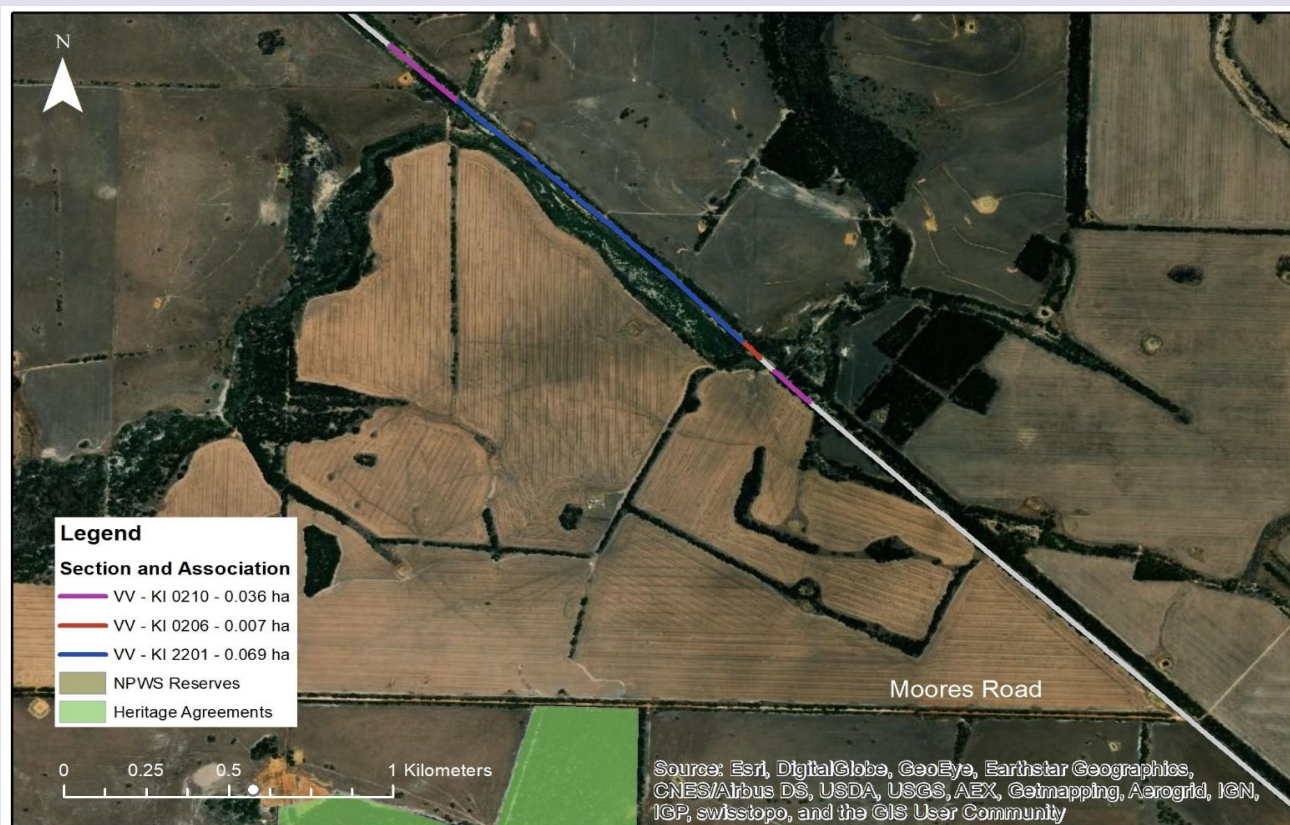 N
Legend
Section and Association
VV - KI 0210 - 0.036 ha
VV - KI 0206 - 0.007 ha
VV - KI 2201 - 0.069 ha
NPWS Reserves
Heritage Agreements
Moores Road
0 0.25 0.5 1 Kilometers
Source: Esri, DigitalGlobe, GeoEye, Earthstar Geographics,
CNES/Airbus DS, USDA, USGS, AEX, Getmapping, Aerogrid, IGN,
IGP, swisstopo, and the GIS User Community